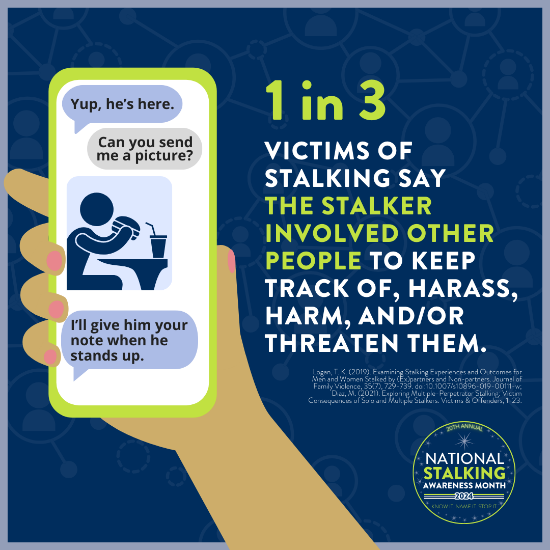 Yup, he's here.
Can you send
me a picture?
I'll give him your
note when he
stands up.
1 in 3
VICTIMS OF
STALKING SAY
THE STALKER
INVOLVED OTHER
PEOPLE TO KEEP
TRACK OF, HARASS,
HARM, AND/OR
THREATEN THEM.
Logan, T. K. (2019). Examining Stalking Experiences and Outcomes for
Men and Women Stalked by (Ex)partners and Non-partners. Journal of
Family Violence, 35(7), 729-739. doi:10.1007/s10896-019-00111-w;
Diaz, M. (2021). Exploring Multiple-Perpetrator Stalking: Victim
Consequences of Solo and Multiple Stalkers. Victims & Offenders, 1-23.
20TH ANNUAL
NATIONAL
STALKING
AWARENESS MONTH
2024
KNOW IT. NAME IT. STOP IT.